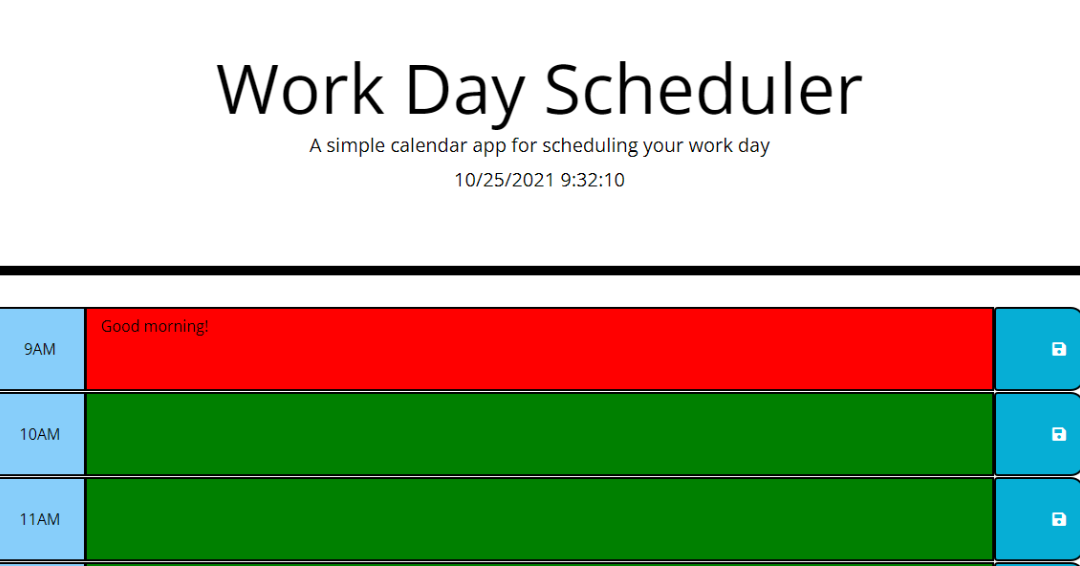 Work Day Scheduler
A simple calendar app for scheduling your work day
10/25/2021 9:32:10
9AM
Good morning!
10AM
11AM